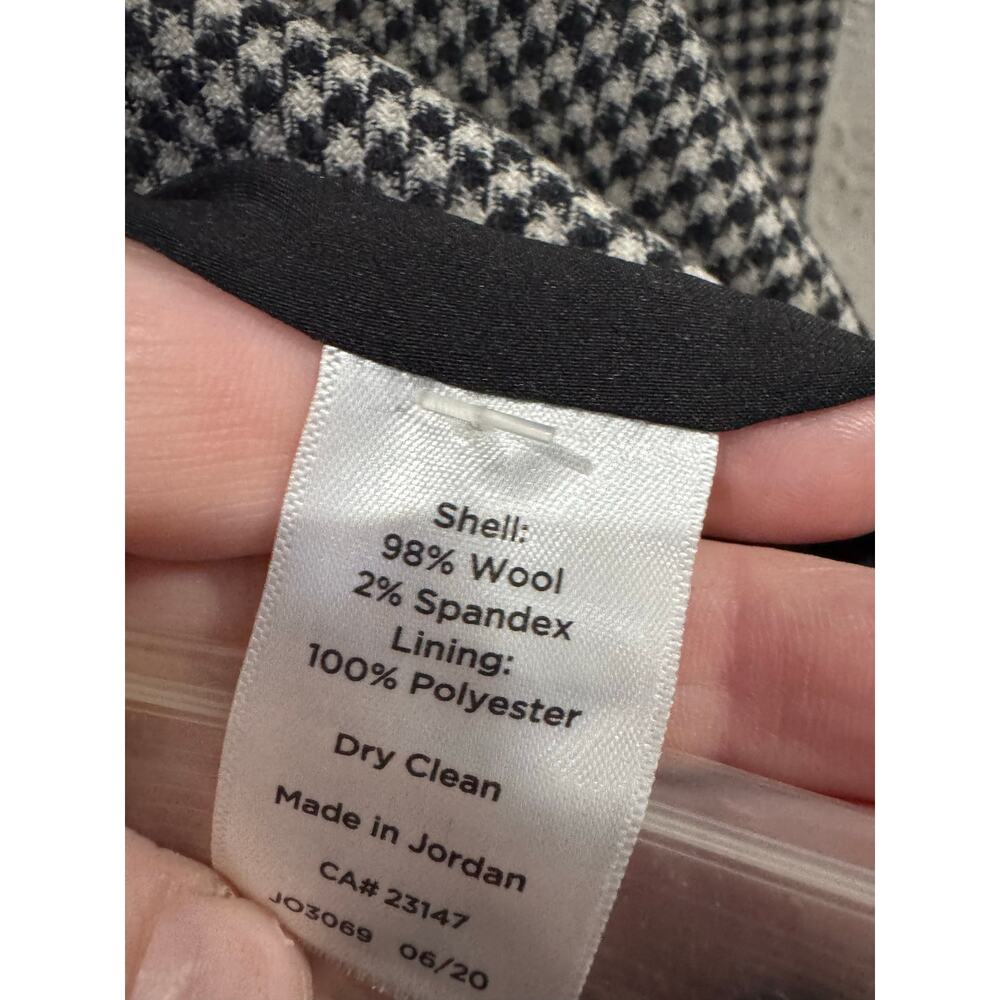 Shell:
98% Wool
2% Spandex
Lining:
100% Polyester
Dry Clean
Made in Jordan
CA# 23147
JO3069 06/20